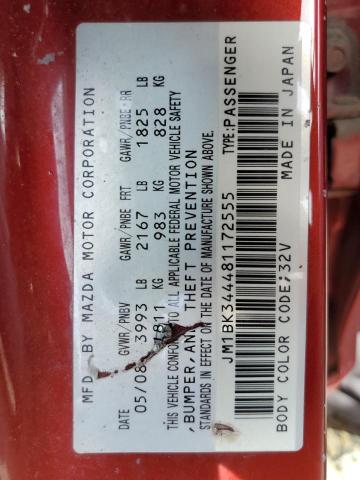 MFD BY MAZDA MOTOR CORPORATION
DATE GVWR/PNBV GAWR/PNBE FRT GAWR/PNBE RR
05/08 3993 LB 2167 LB 1825 LB
1811 KG 983 KG 828 KG
THIS VEHICLE CONFORMS TO ALL APPLICABLE FEDERAL MOTOR VEHICLE SAFETY
,BUMPER,AND THEFT PREVENTION
STANDARDS IN EFFECT ON THE DATE OF MANUFACTURE SHOWN ABOVE.
JM1BK344481172555 TYPE:PASSENGER
BODY COLOR CODE;32V MADE IN JAPAN